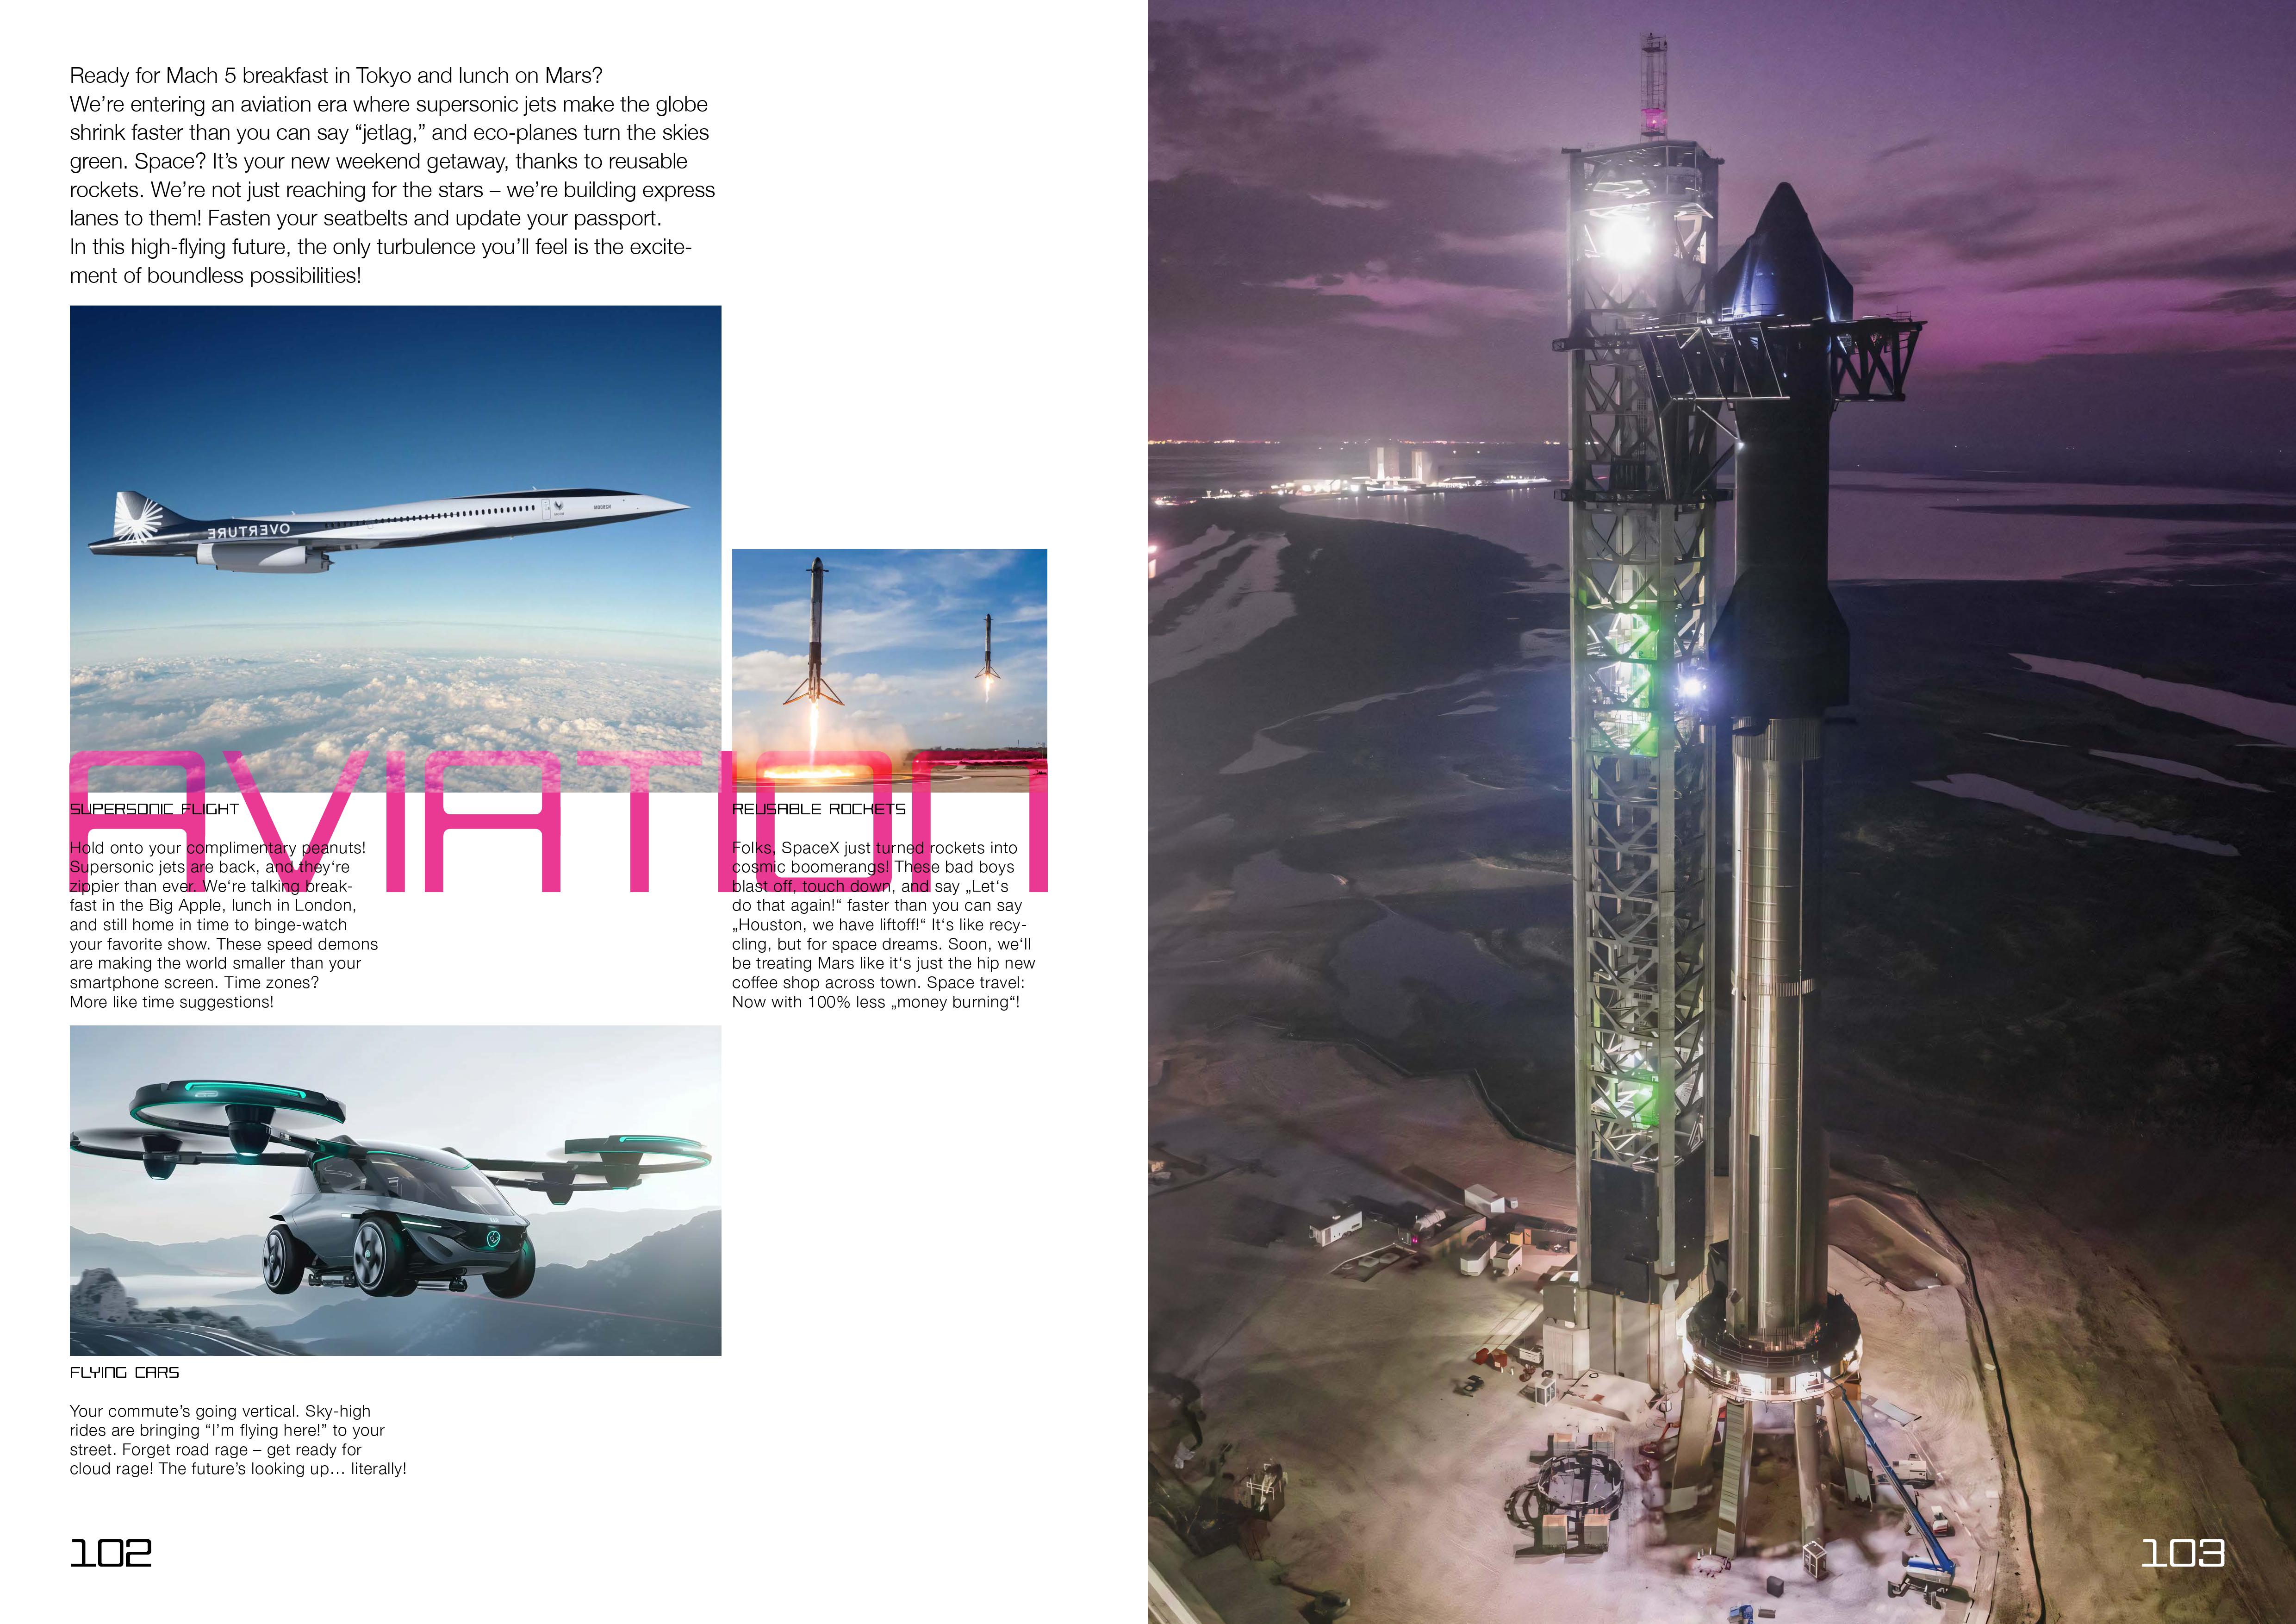 Ready for Mach 5 breakfast in Tokyo and lunch on Mars?
We’re entering an aviation era where supersonic jets make the globe
shrink faster than you can say “jetlag,” and eco-planes turn the skies
green. Space? It’s your new weekend getaway, thanks to reusable
rockets. We’re not just reaching for the stars – we’re building express
lanes to them! Fasten your seatbelts and update your passport.
In this high-flying future, the only turbulence you’ll feel is the excite-
ment of boundless possibilities!
OVERTURE
AVIATION
SUPERSONIC FLIGHT
Hold onto your complimentary peanuts!
Supersonic jets are back, and they‘re
zippier than ever. We‘re talking break-
fast in the Big Apple, lunch in London,
and still home in time to binge-watch
your favorite show. These speed demons
are making the world smaller than your
smartphone screen. Time zones?
More like time suggestions!
REUSABLE ROCKETS
Folks, SpaceX just turned rockets into
cosmic boomerangs! These bad boys
blast off, touch down, and say „Let‘s
do that again!“ faster than you can say
„Houston, we have liftoff!“ It‘s like recy-
cling, but for space dreams. Soon, we‘ll
be treating Mars like it‘s just the hip new
coffee shop across town. Space travel:
Now with 100% less „money burning“!
FLYING CARS
Your commute’s going vertical. Sky-high
rides are bringing “I’m flying here!” to your
street. Forget road rage – get ready for
cloud rage! The future’s looking up… literally!
102
103